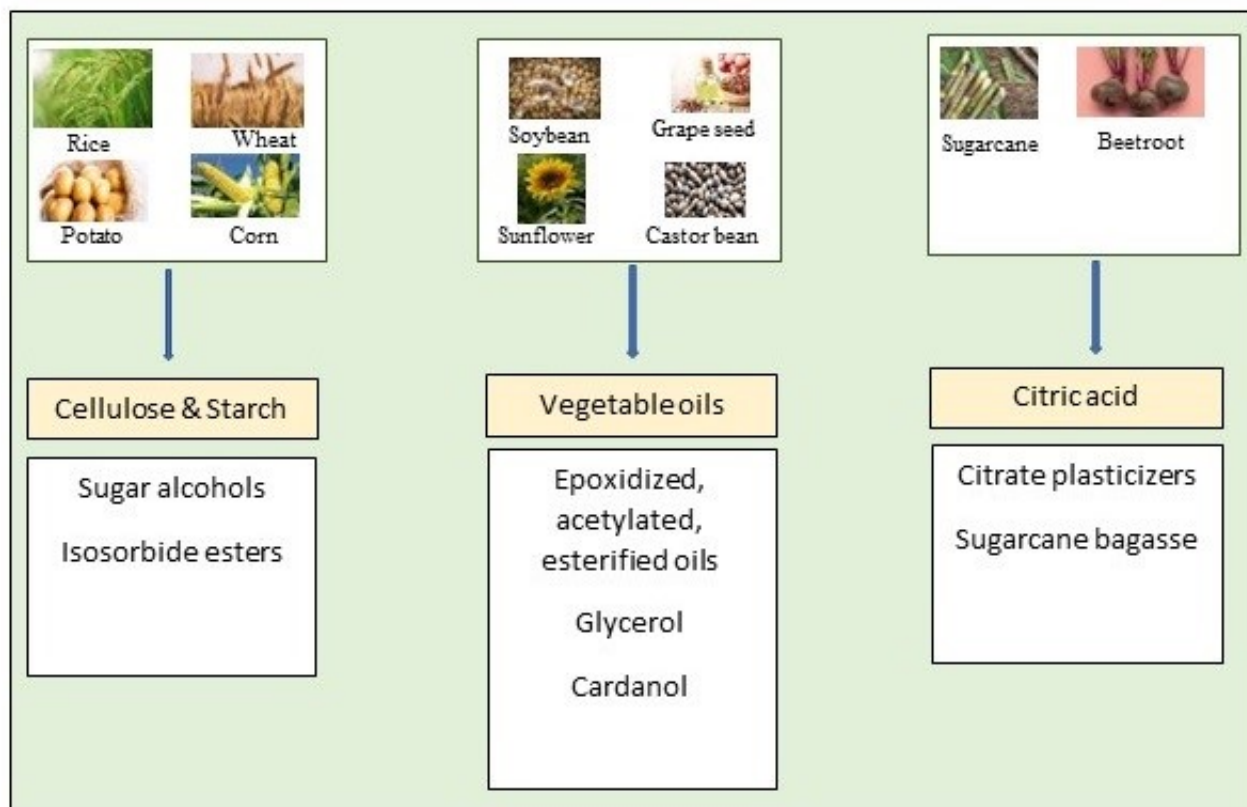 Rice
Wheat
Potato
Corn
Soybean
Grape seed
Sunflower
Castor bean
Sugarcane
Beetroot
Cellulose & Starch
Sugar alcohols
Isosorbide esters
Vegetable oils
Epoxidized,
acetylated,
esterified oils
Glycerol
Cardanol
Citric acid
Citrate plasticizers
Sugarcane bagasse